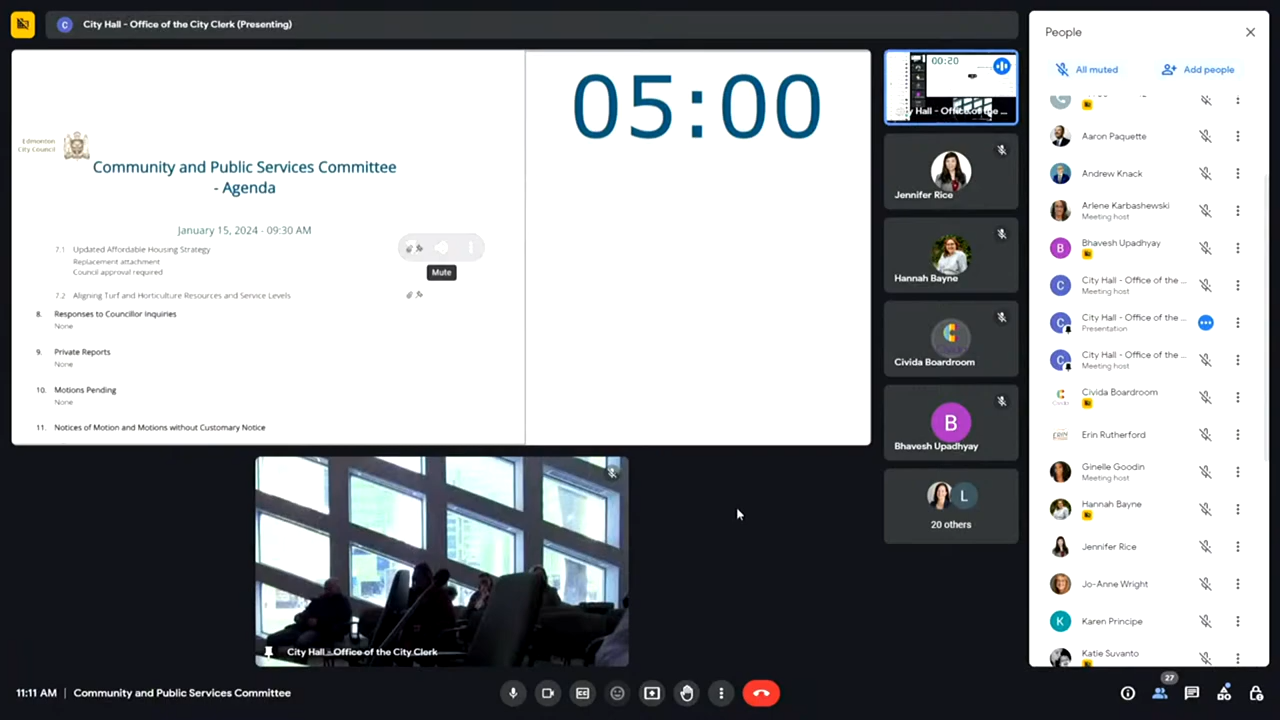 City Hall - Office of the City Clerk (Presenting)
Edmonton
City Council
Community and Public Services Committee
- Agenda
January 15, 2024 - 09:30 AM
7.1 Updated Affordable Housing Strategy
Replacement attachment
Council approval required
Mute
7.2 Aligning Turf and Horticulture Resources and Service Levels
8. Responses to Councillor Inquiries
None
9. Private Reports
None
10. Motions Pending
None
11. Notices of Motion and Motions without Customary Notice
05:00
00:20
City Hall - Office of the ...
Jennifer Rice
Hannah Bayne
Civida Boardroom
B
Bhavesh Upadhyay
L
20 others
City Hall - Office of the City Clerk
People
All muted
Add people
Aaron Paquette
Andrew Knack
Arlene Karbashewski
Meeting host
B
Bhavesh Upadhyay
C
City Hall - Office of the ...
Meeting host
C
City Hall - Office of the ...
Presentation
C
City Hall - Office of the ...
Meeting host
Civida Boardroom
Erin Rutherford
Ginelle Goodin
Meeting host
Hannah Bayne
Jennifer Rice
Jo-Anne Wright
K
Karen Principe
Katie Suvanto
11:11 AM | Community and Public Services Committee
27